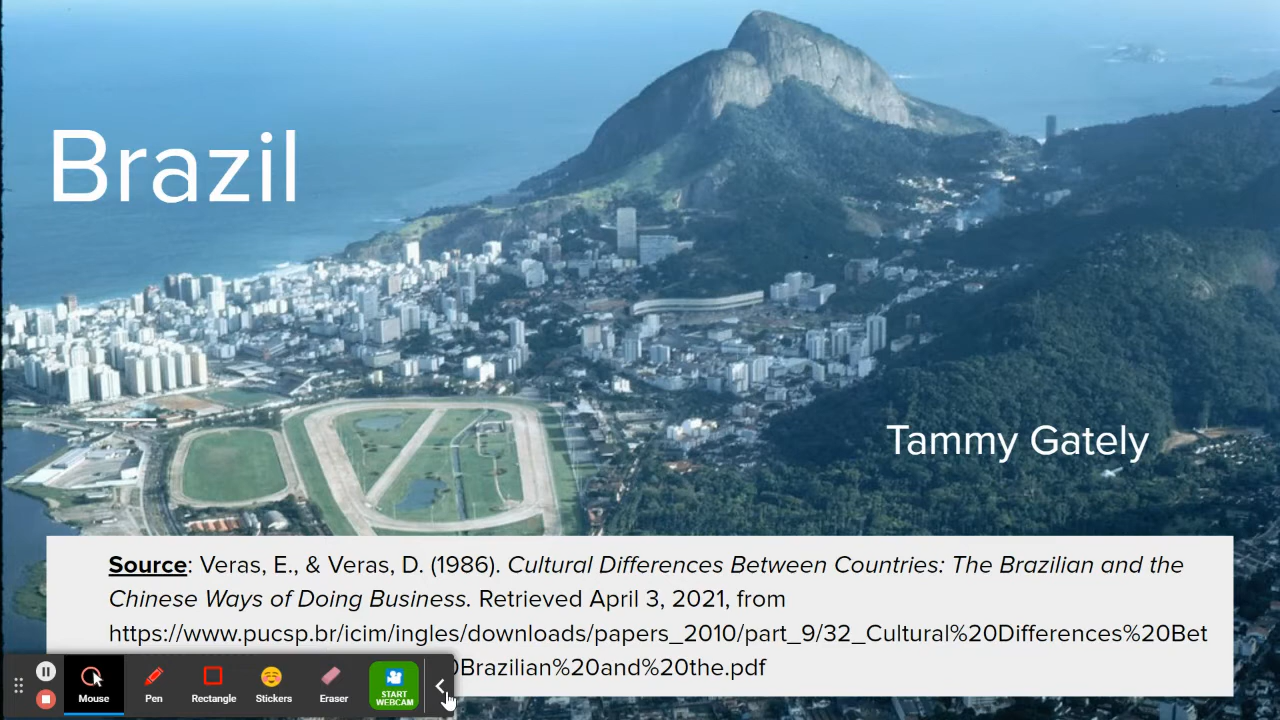 Brazil
Tammy Gately
Source: Veras, E., & Veras, D. (1986). Cultural Differences Between Countries: The Brazilian and the
Chinese Ways of Doing Business. Retrieved April 3, 2021, from
https://www.pucsp.br/icim/ingles/downloads/papers_2010/part_9/32_Cultural%20Differences%20Bet
Brazilian%20and%20the.pdf
Mouse
Pen
Rectangle
Stickers
Eraser
START
WEBCAM